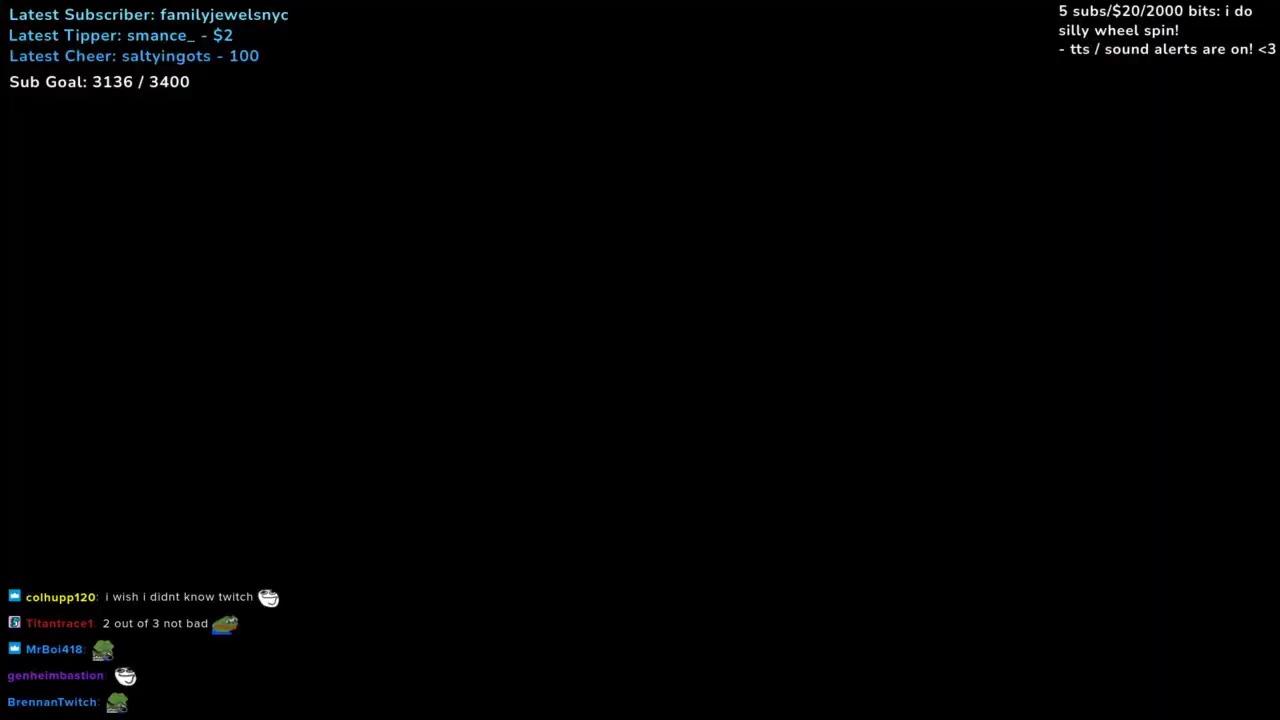 Latest Subscriber: familyjewelsnyc
Latest Tipper: smance_ - $2
Latest Cheer: saltyingots - 100
Sub Goal: 3136 / 3400
5 subs/$20/2000 bits: i do
silly wheel spin!
- tts / sound alerts are on! <3
colhupp120: i wish i didnt know twitch
Titantrace1: 2 out of 3 not bad
MrBoi418:
genheimbastion:
BrennanTwitch: